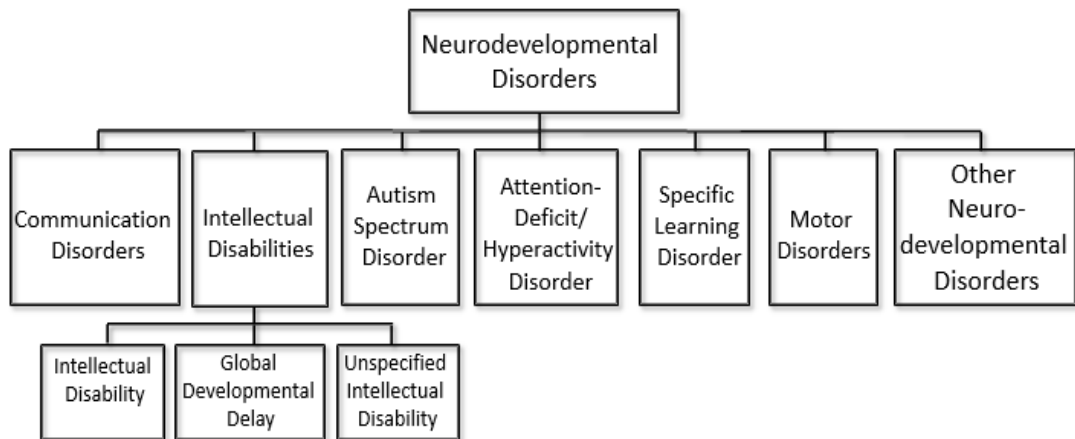 Neurodevelopmental
Disorders
Communication
Disorders
Intellectual
Disabilities
Autism
Spectrum
Disorder
Attention-
Deficit/
Hyperactivity
Disorder
Specific
Learning
Disorder
Motor
Disorders
Other
Neuro-
developmental
Disorders
Intellectual
Disability
Global
Developmental
Delay
Unspecified
Intellectual
Disability